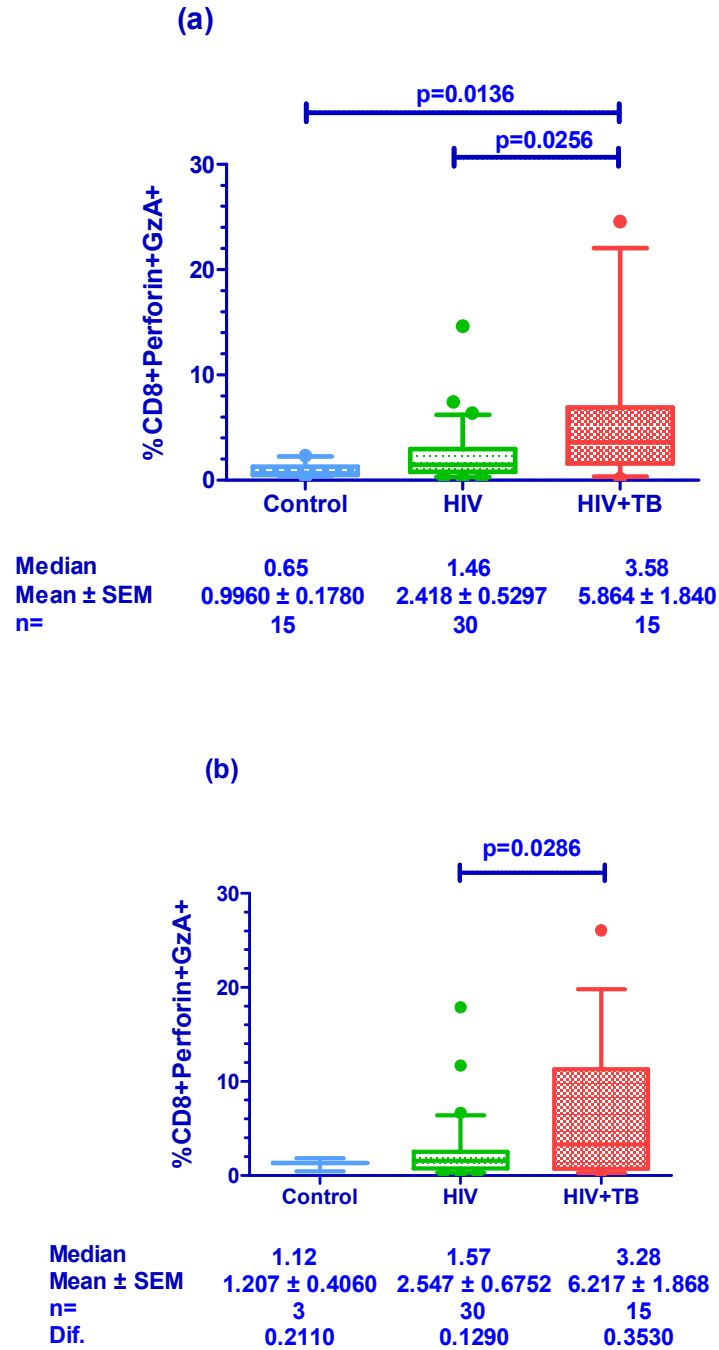 (a)
p=0.0136
p=0.0256
%CD8+Perforin+GzA+
30
20
10
0
Control HIV HIV+TB
Median 0.65 1.46 3.58
Mean ± SEM 0.9960 ± 0.1780 2.418 ± 0.5297 5.864 ± 1.840
n= 15 30 15
(b)
p=0.0286
%CD8+Perforin+GzA+
30
20
10
0
Control HIV HIV+TB
Median 1.12 1.57 3.28
Mean ± SEM 1.207 ± 0.4060 2.547 ± 0.6752 6.217 ± 1.868
n= 3 30 15
Dif. 0.2110 0.1290 0.3530